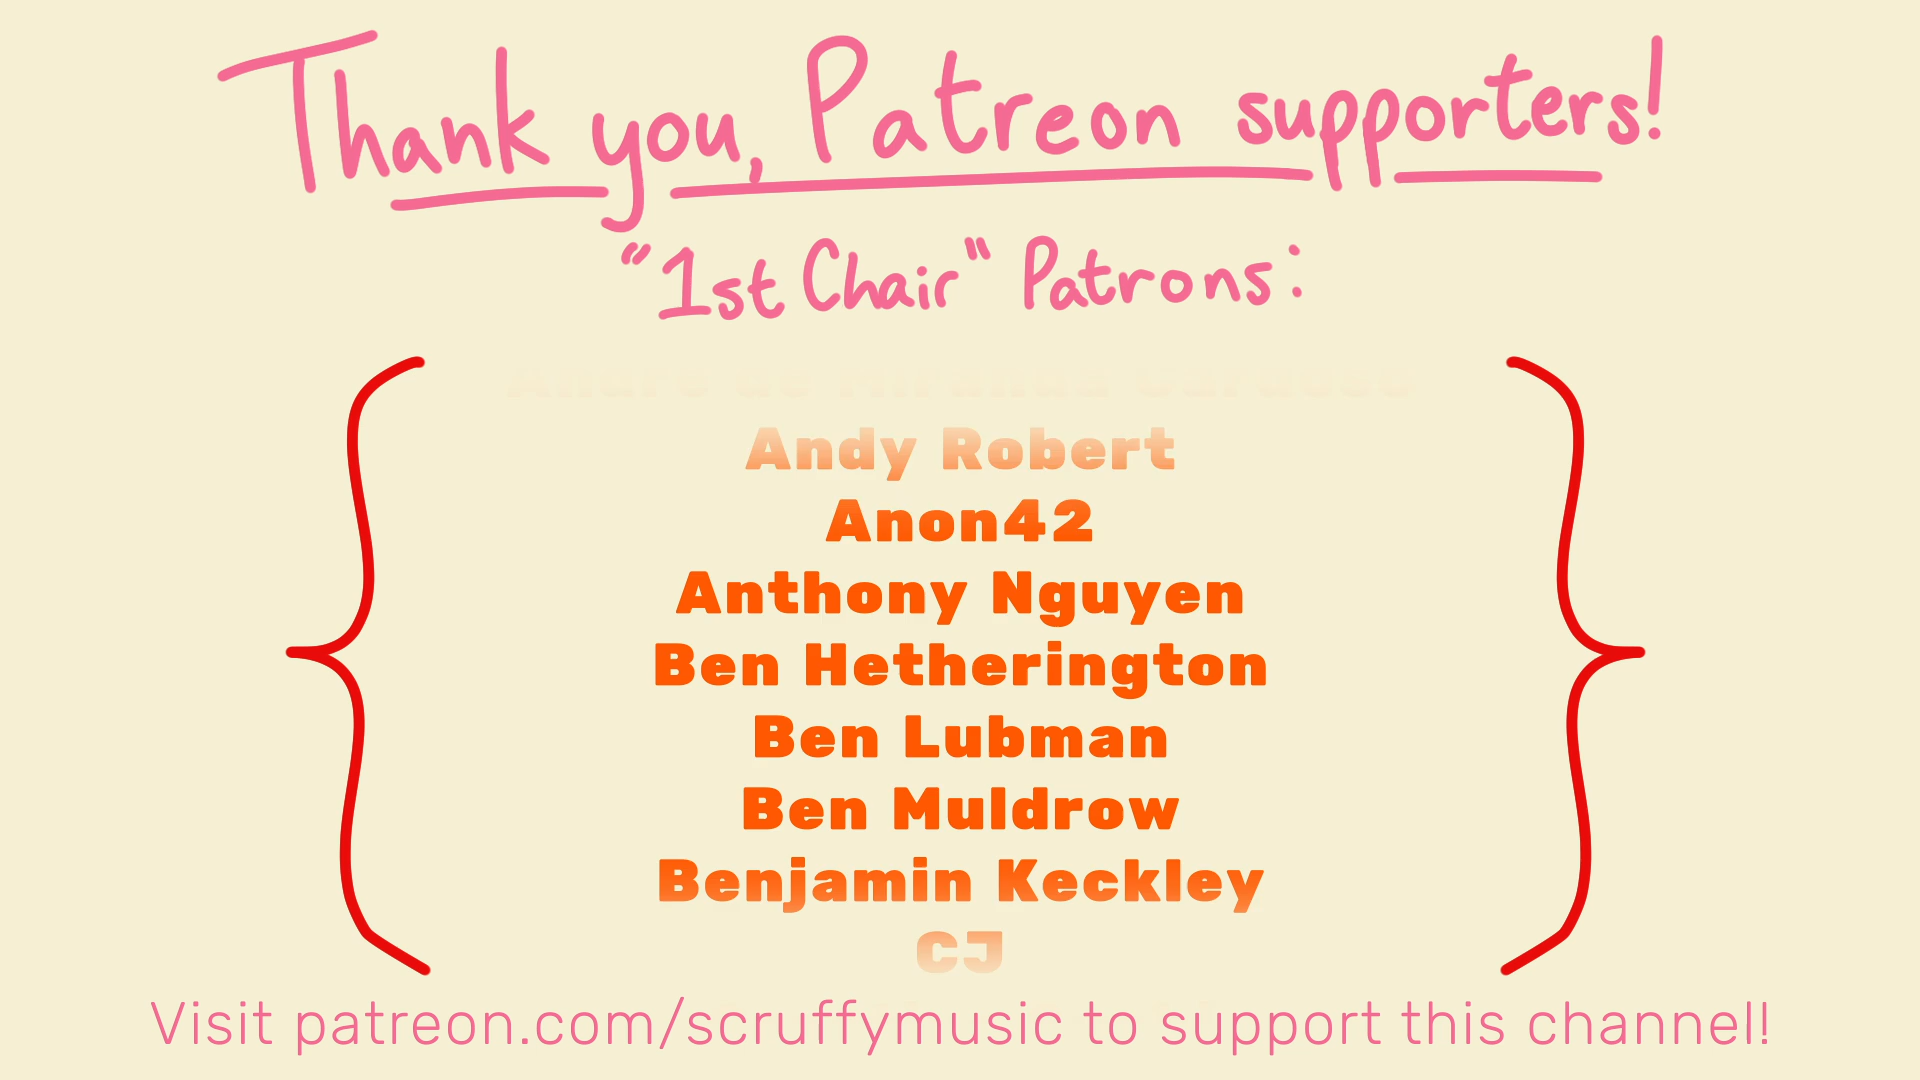 Thank you, Patreon supporters!
"1st Chair" Patrons:
Andy Robert
Anon42
Anthony Nguyen
Ben Hetherington
Ben Lubman
Ben Muldrow
Benjamin Keckley
CJ
Visit patreon.com/scruffymusic to support this channel!